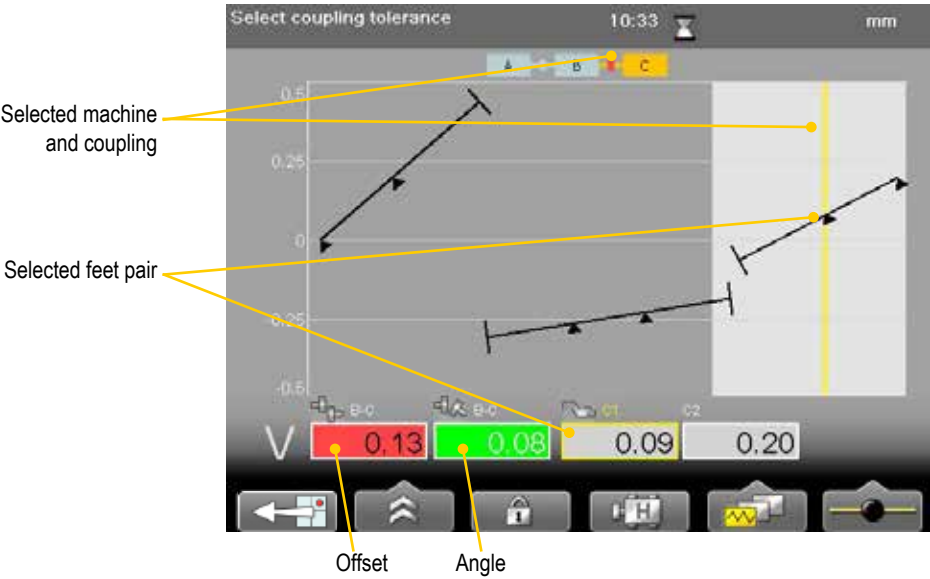 Select coupling tolerance 10:33 mm
A B C
Selected machine
and coupling
0.5
0.25
0
Selected feet pair
-0.25
-0.5
B-C B-C C1 C2
V 0.13 0.08 0.09 0.20
H
Offset Angle